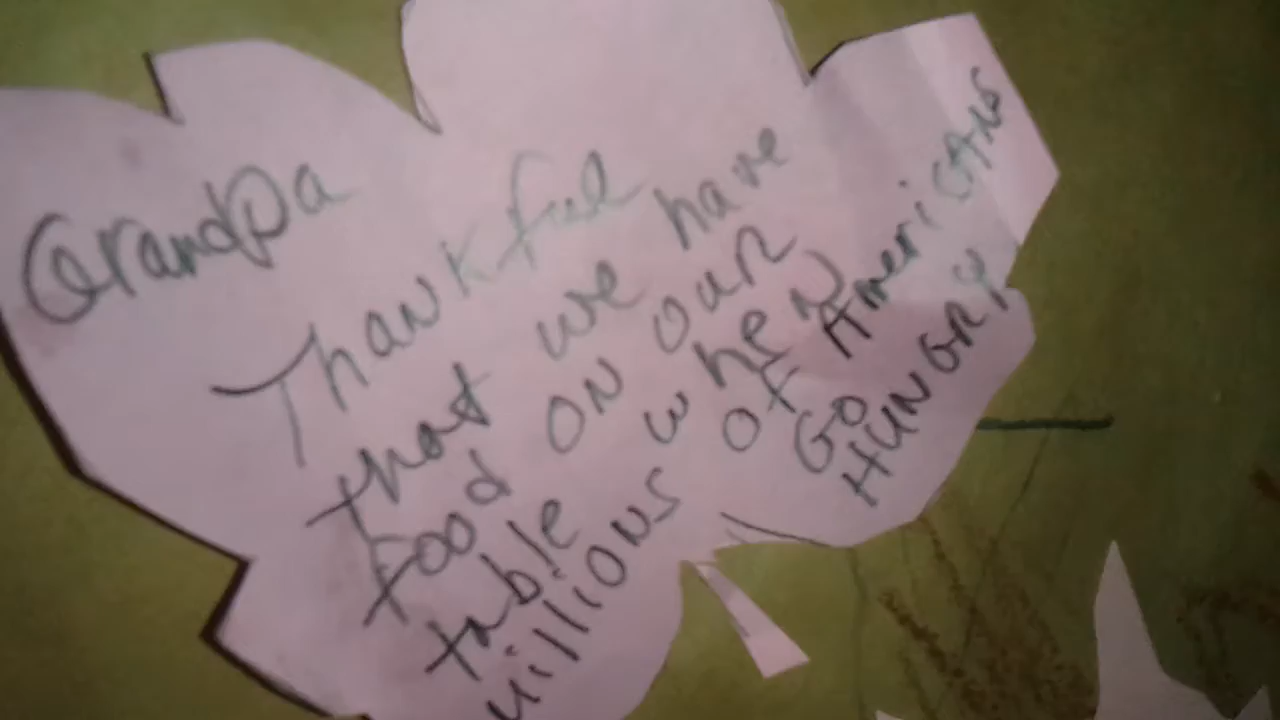 GrandPa
Thankful
that we have
food on our
table when
millions of AmericANS
GO
HUNGRY